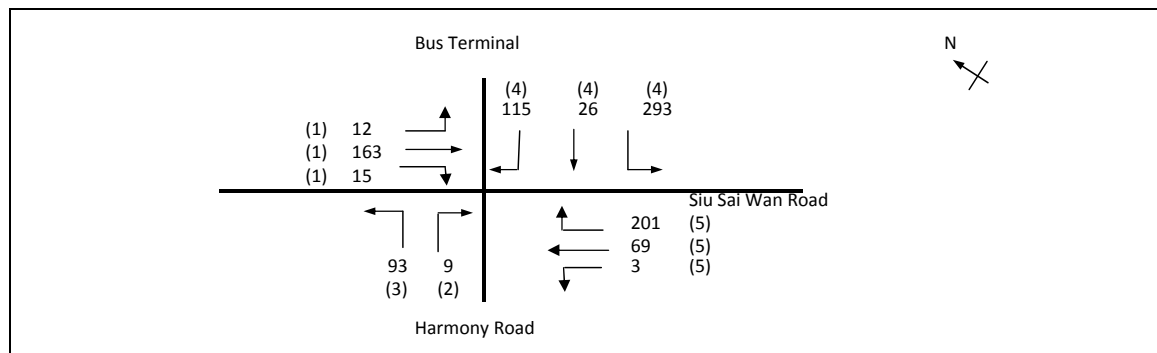 Bus Terminal
N
(4) (4) (4)
115 26 293
(1) 12
(1) 163
(1) 15
Siu Sai Wan Road
201 (5)
69 (5)
3 (5)
93 9
(3) (2)
Harmony Road